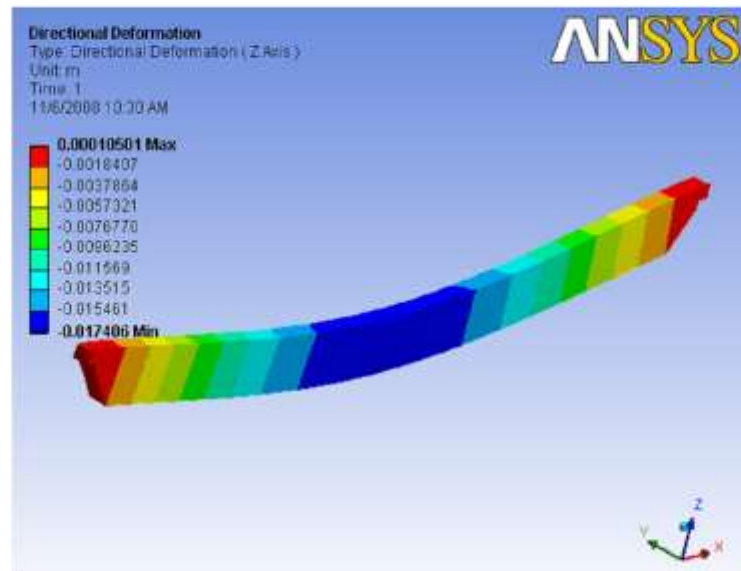 Directional Deformation
Type: Directional Deformation ( Z Axis )
Unit: m
Time: 1
11/6/2008 10:30 AM
ANSYS
0.00010501 Max
-0.0018407
-0.0037864
-0.0057321
-0.0076778
-0.0096235
-0.011569
-0.013515
-0.015461
-0.017406 Min
Z
Y
X